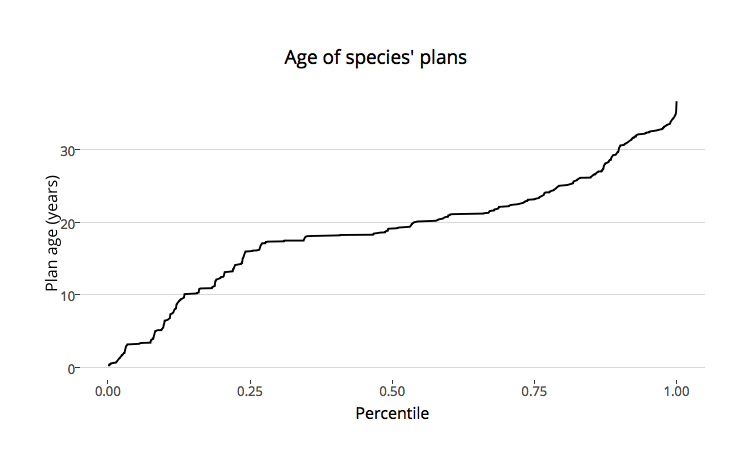 Age of species' plans
Plan age (years)
30
20
10
0
0.00 0.25 0.50 0.75 1.00
Percentile